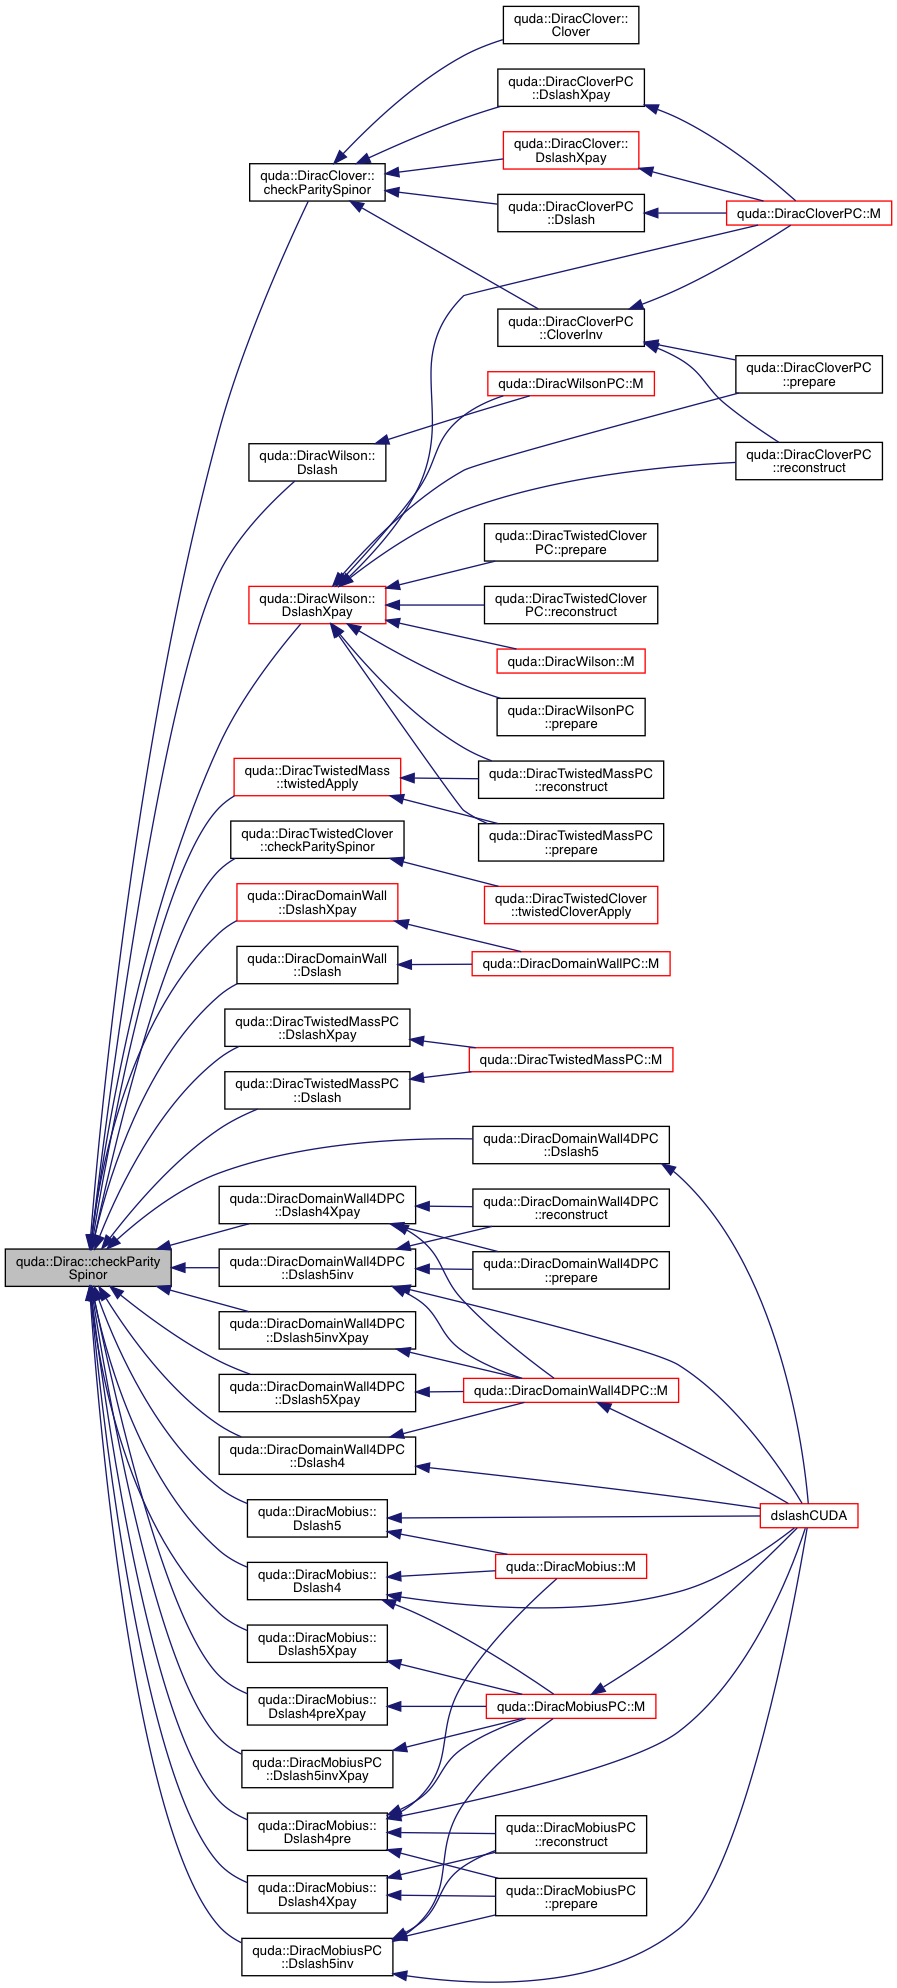 quda::DiracClover::
Clover
quda::DiracCloverPC
::DslashXpay
quda::DiracClover::
DslashXpay
quda::DiracClover::
checkParitySpinor
quda::DiracCloverPC
::Dslash
quda::DiracCloverPC::M
quda::DiracCloverPC
::CloverInv
quda::DiracCloverPC
::prepare
quda::DiracWilsonPC::M
quda::DiracWilson::
Dslash
quda::DiracCloverPC
::reconstruct
quda::DiracTwistedClover
PC::prepare
quda::DiracWilson::
DslashXpay
quda::DiracTwistedClover
PC::reconstruct
quda::DiracWilson::M
quda::DiracWilsonPC
::prepare
quda::DiracTwistedMass
::twistedApply
quda::DiracTwistedMassPC
::reconstruct
quda::DiracTwistedClover
::checkParitySpinor
quda::DiracTwistedMassPC
::prepare
quda::DiracDomainWall
::DslashXpay
quda::DiracTwistedClover
::twistedCloverApply
quda::DiracDomainWall
::Dslash
quda::DiracDomainWallPC::M
quda::DiracTwistedMassPC
::DslashXpay
quda::DiracTwistedMassPC::M
quda::DiracTwistedMassPC
::Dslash
quda::DiracDomainWall4DPC
::Dslash5
quda::DiracDomainWall4DPC
::Dslash4Xpay
quda::DiracDomainWall4DPC
::reconstruct
quda::Dirac::checkParity
Spinor
quda::DiracDomainWall4DPC
::Dslash5inv
quda::DiracDomainWall4DPC
::prepare
quda::DiracDomainWall4DPC
::Dslash5invXpay
quda::DiracDomainWall4DPC
::Dslash5Xpay
quda::DiracDomainWall4DPC::M
quda::DiracDomainWall4DPC
::Dslash4
quda::DiracMobius::
Dslash5
dslashCUDA
quda::DiracMobius::M
quda::DiracMobius::
Dslash4
quda::DiracMobius::
Dslash5Xpay
quda::DiracMobius::
Dslash4preXpay
quda::DiracMobiusPC::M
quda::DiracMobiusPC
::Dslash5invXpay
quda::DiracMobius::
Dslash4pre
quda::DiracMobiusPC
::reconstruct
quda::DiracMobius::
Dslash4Xpay
quda::DiracMobiusPC
::prepare
quda::DiracMobiusPC
::Dslash5inv